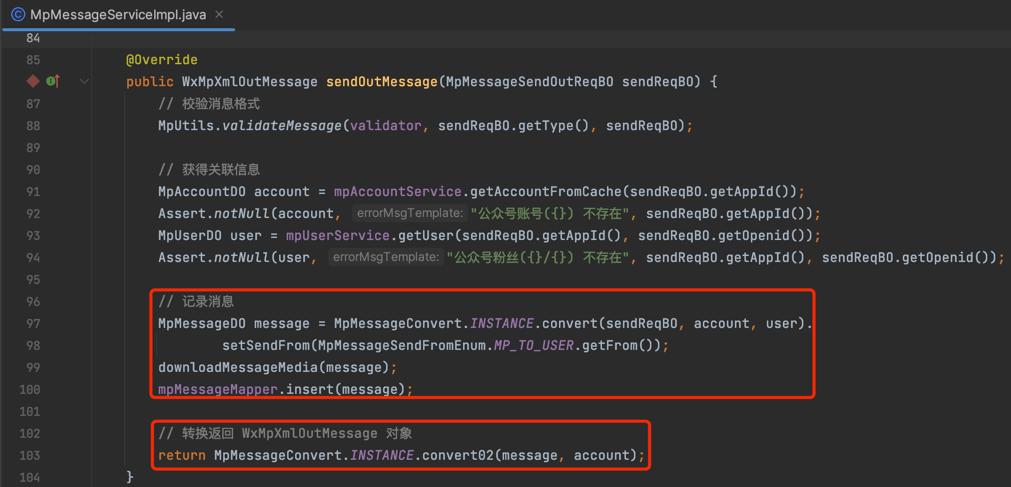 MpMessageServiceImpl.java
84
85 @Override
public WxMpXmlOutMessage sendOutMessage(MpMessageSendOutReqBO sendReqBO) {
87 // 校验消息格式
88 MpUtils.validateMessage(validator, sendReqBO.getType(), sendReqBO);
89
90 // 获得关联信息
91 MpAccountDO account = mpAccountService.getAccountFromCache(sendReqBO.getAppId());
92 Assert.notNull(account, errorMsgTemplate: "公众号账号({}) 不存在", sendReqBO.getAppId());
93 MpUserDO user = mpUserService.getUser(sendReqBO.getAppId(), sendReqBO.getOpenid());
94 Assert.notNull(user, errorMsgTemplate: "公众号粉丝({}/{}) 不存在", sendReqBO.getAppId(), sendReqBO.getOpenid());
95
96 // 记录消息
97 MpMessageDO message = MpMessageConvert.INSTANCE.convert(sendReqBO, account, user).
98 setSendFrom(MpMessageSendFromEnum.MP_TO_USER.getFrom());
99 downloadMessageMedia(message);
100 mpMessageMapper.insert(message);
101
102 // 转换返回 WxMpXmlOutMessage 对象
103 return MpMessageConvert.INSTANCE.convert02(message, account);
104 }